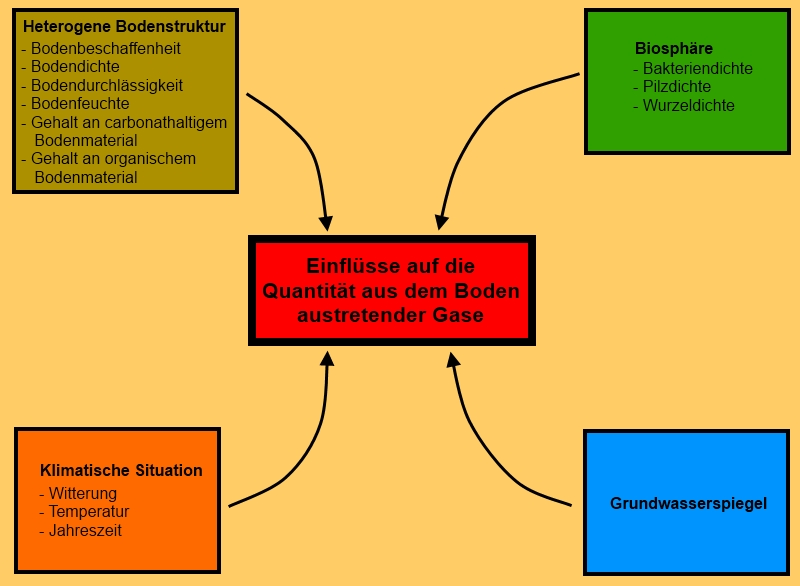 Heterogene Bodenstruktur
- Bodenbeschaffenheit
- Bodendichte
- Bodendurchlässigkeit
- Bodenfeuchte
- Gehalt an carbonathaltigem
Bodenmaterial
- Gehalt an organischem
Bodenmaterial
Biosphäre
- Bakteriendichte
- Pilzdichte
- Wurzeldichte
Einflüsse auf die
Quantität aus dem Boden
austretender Gase
Klimatische Situation
- Witterung
- Temperatur
- Jahreszeit
Grundwasserspiegel